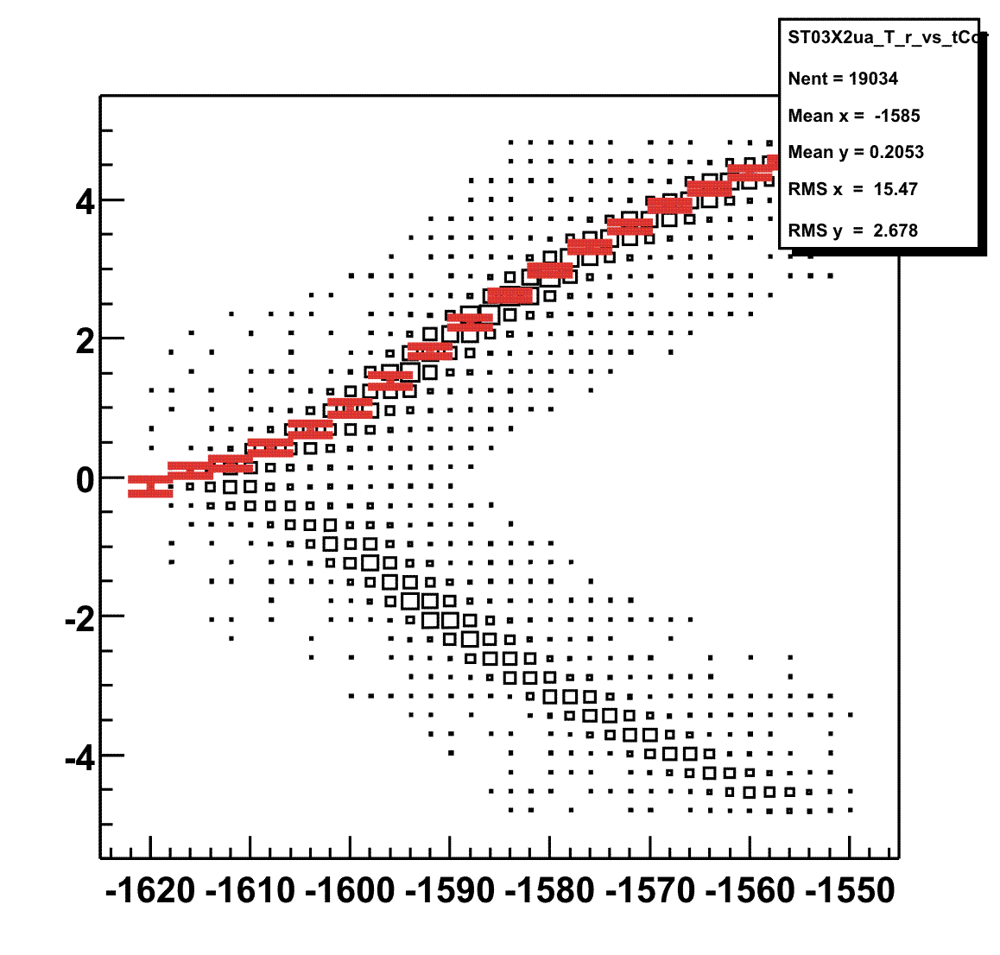 ST03X2ua_T_r_vs_tCor
Nent = 19034
Mean x = -1585
Mean y = 0.2053
RMS x = 15.47
RMS y = 2.678
4
2
0
-2
-4
-1620 -1610 -1600 -1590 -1580 -1570 -1560 -1550